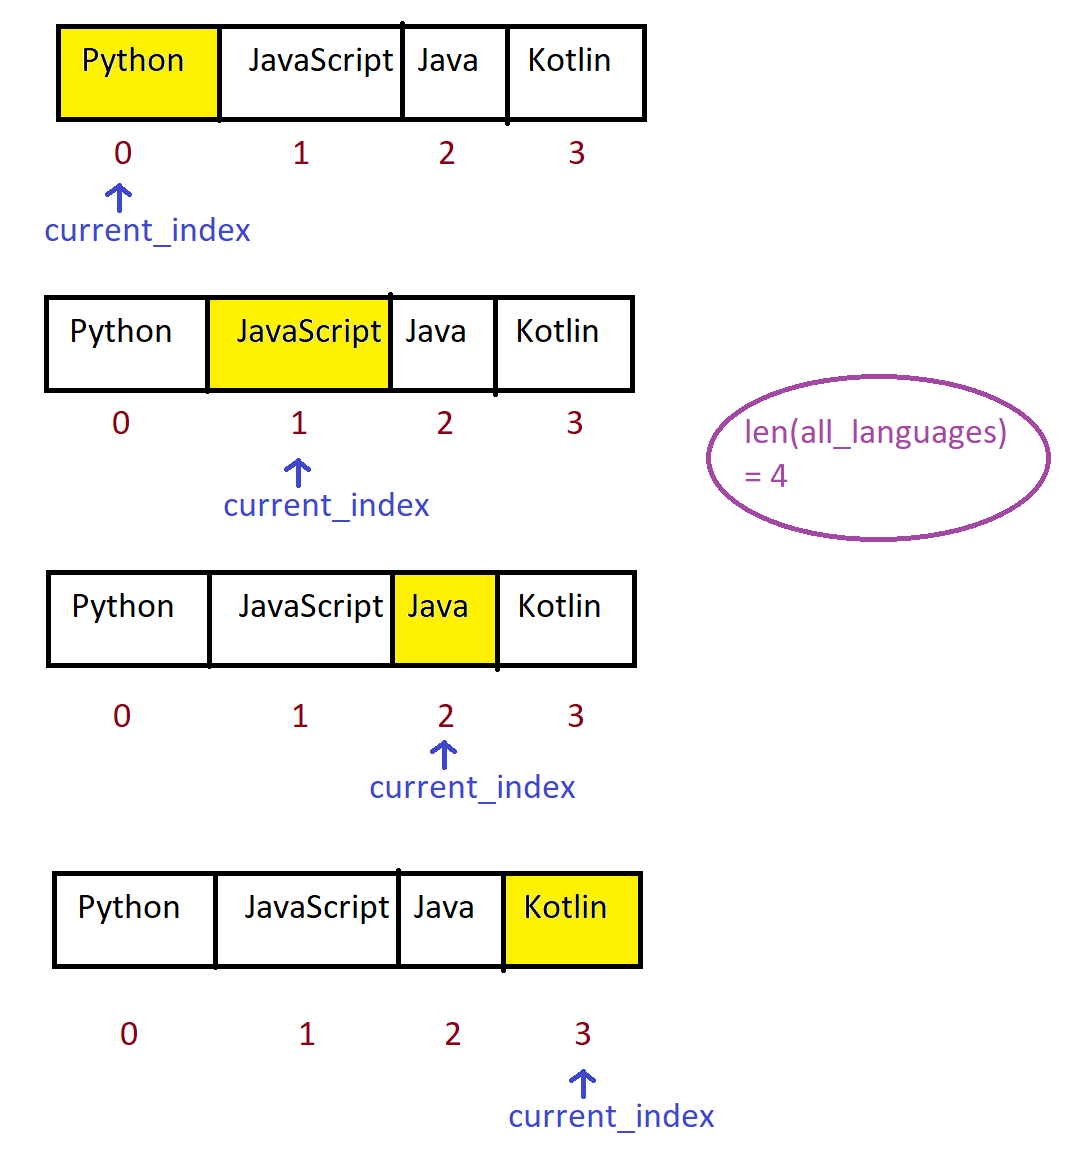 Python JavaScript Java Kotlin
0 1 2 3
current_index
Python JavaScript Java Kotlin
0 1 2 3
current_index
len(all_languages)
= 4
Python JavaScript Java Kotlin
0 1 2 3
current_index
Python JavaScript Java Kotlin
0 1 2 3
current_index